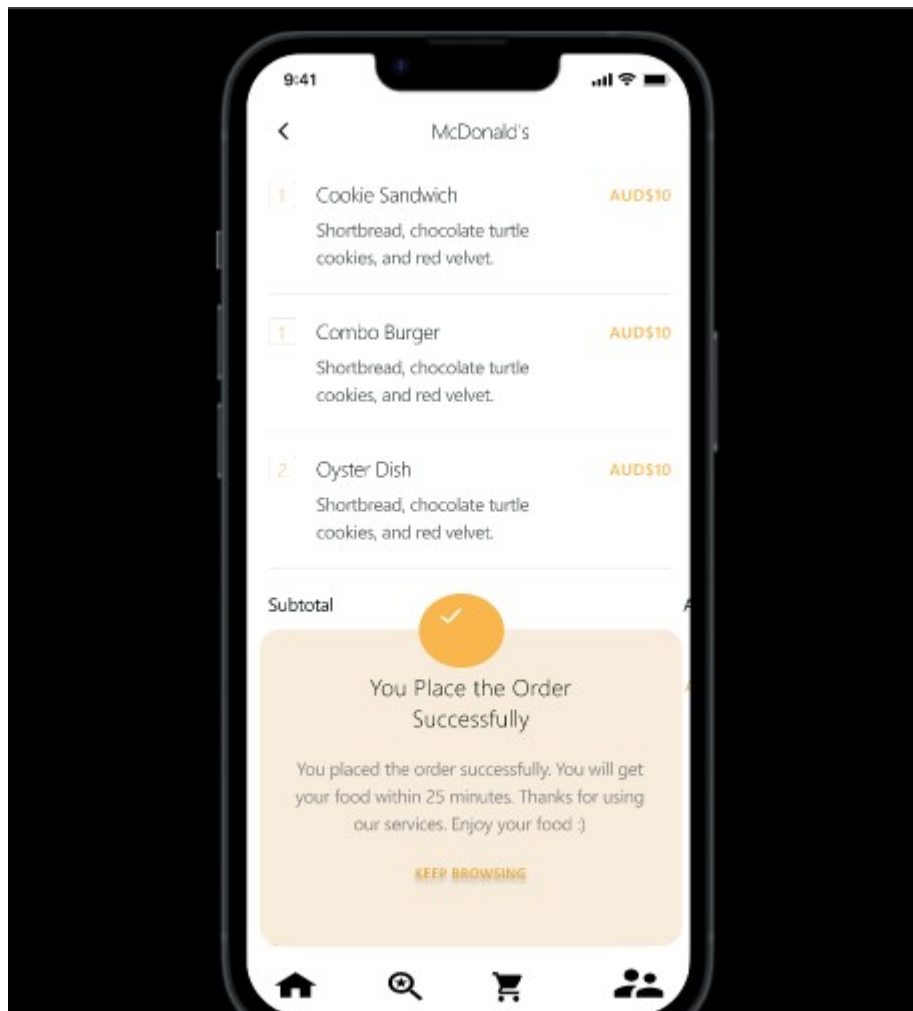 9:41
McDonald's
1 Cookie Sandwich AUD$10
Shortbread, chocolate turtle
cookies, and red velvet.
1 Combo Burger AUD$10
Shortbread, chocolate turtle
cookies, and red velvet.
2 Oyster Dish AUD$10
Shortbread, chocolate turtle
cookies, and red velvet.
Subtotal
You Place the Order
Successfully
You placed the order successfully. You will get
your food within 25 minutes. Thanks for using
our services. Enjoy your food :)
KEEP BROWSING